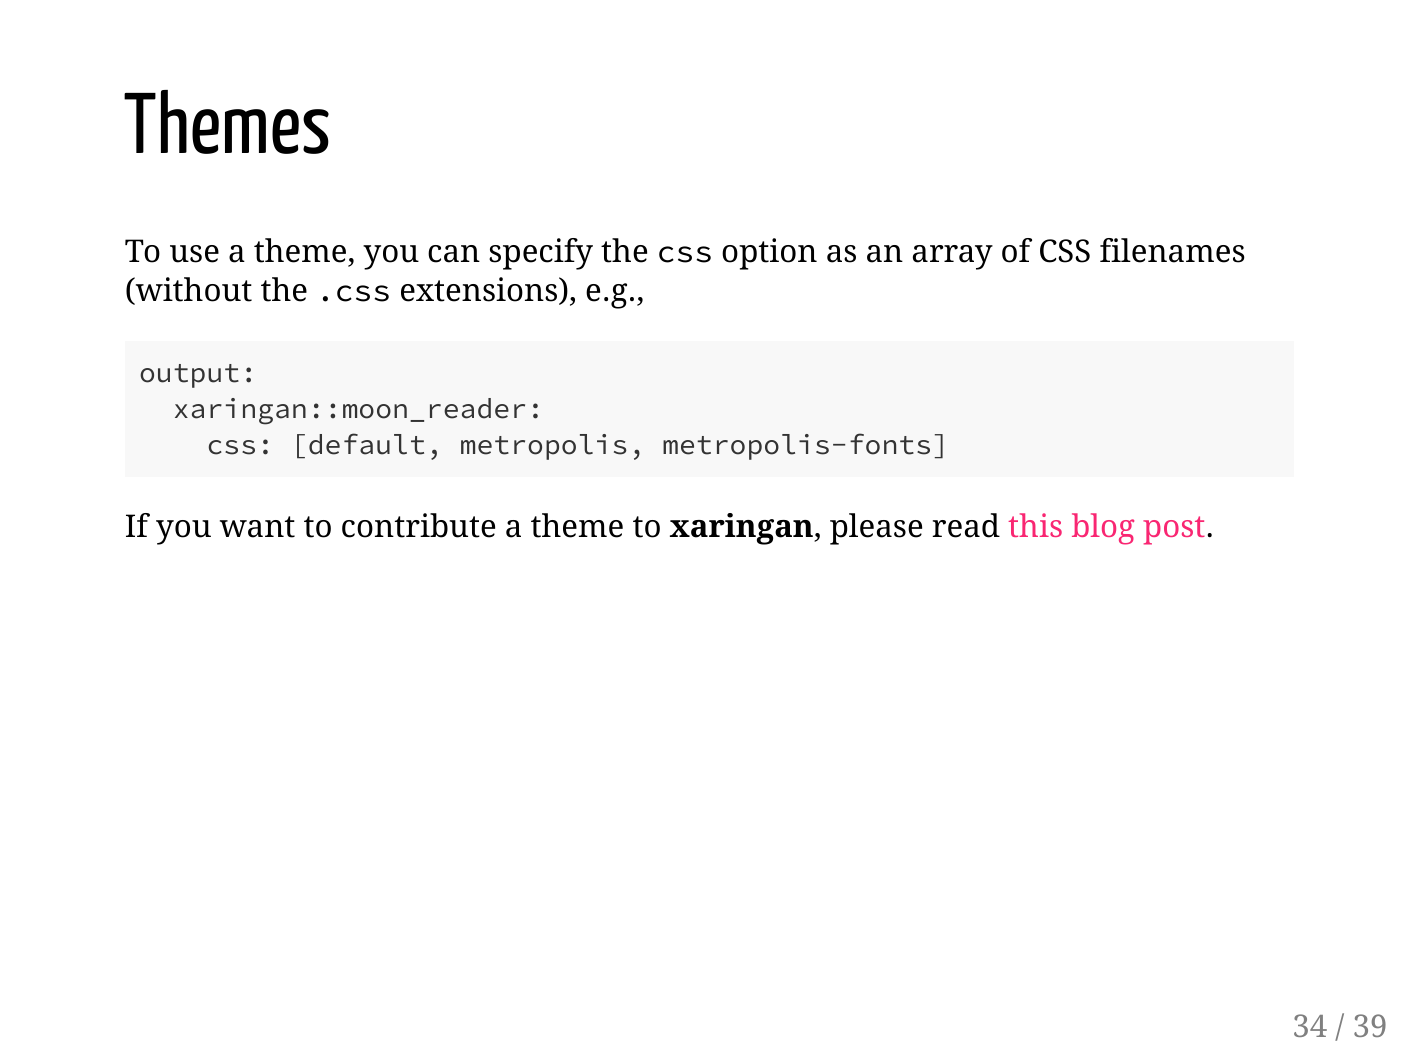 Themes
To use a theme, you can specify the css option as an array of CSS filenames
(without the .css extensions), e.g.,
output:
  xaringan::moon_reader:
    css: [default, metropolis, metropolis-fonts]
If you want to contribute a theme to xaringan, please read this blog post.
34 / 39